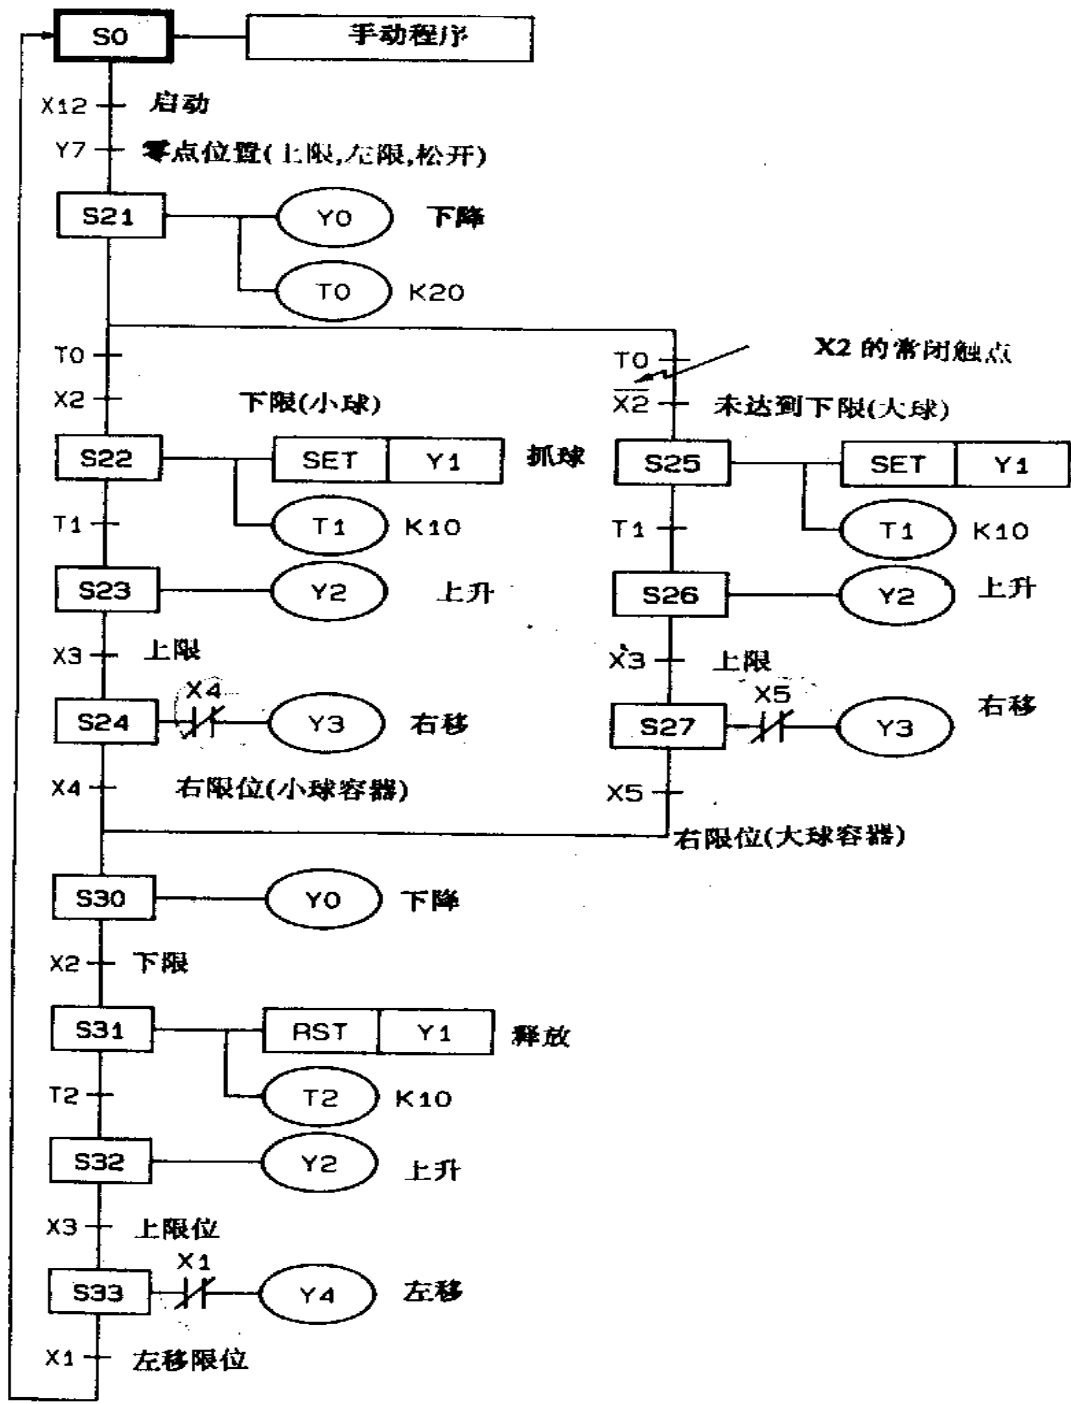 S0 手动程序
X12 启动
Y7 零点位置(上限,左限,松开)
S21 Y0 下降
T0 K20
T0 T0 X2 的常闭触点
X2 下限(小球) X2 未达到下限(大球)
S22 SET Y1 抓球 S25 SET Y1
T1 T1 K10 T1 T1 K10
S23 Y2 上升 S26 Y2 上升
X3 上限 X3 上限
S24 X4 Y3 右移 S27 X5 Y3 右移
X4 右限位(小球容器) X5
右限位(大球容器)
S30 Y0 下降
X2 下限
S31 RST Y1 释放
T2 T2 K10
S32 Y2 上升
X3 上限位
X1
S33 Y4 左移
X1 左移限位